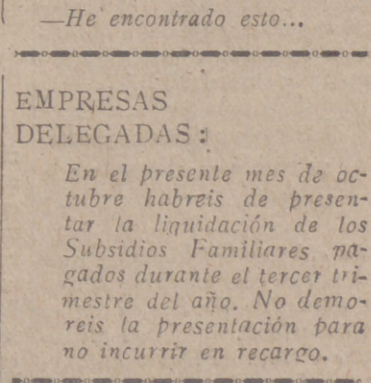 —He encontrado esto...
EMPRESAS
DELEGADAS:
En el presente mes de oc-
tubre habreis de presen-
tar la liquidación de los
Subsidios Familiares pa-
gados durante el tercer tri-
mestre del año. No demo-
reis la presentación para
no incurrir en recargo.